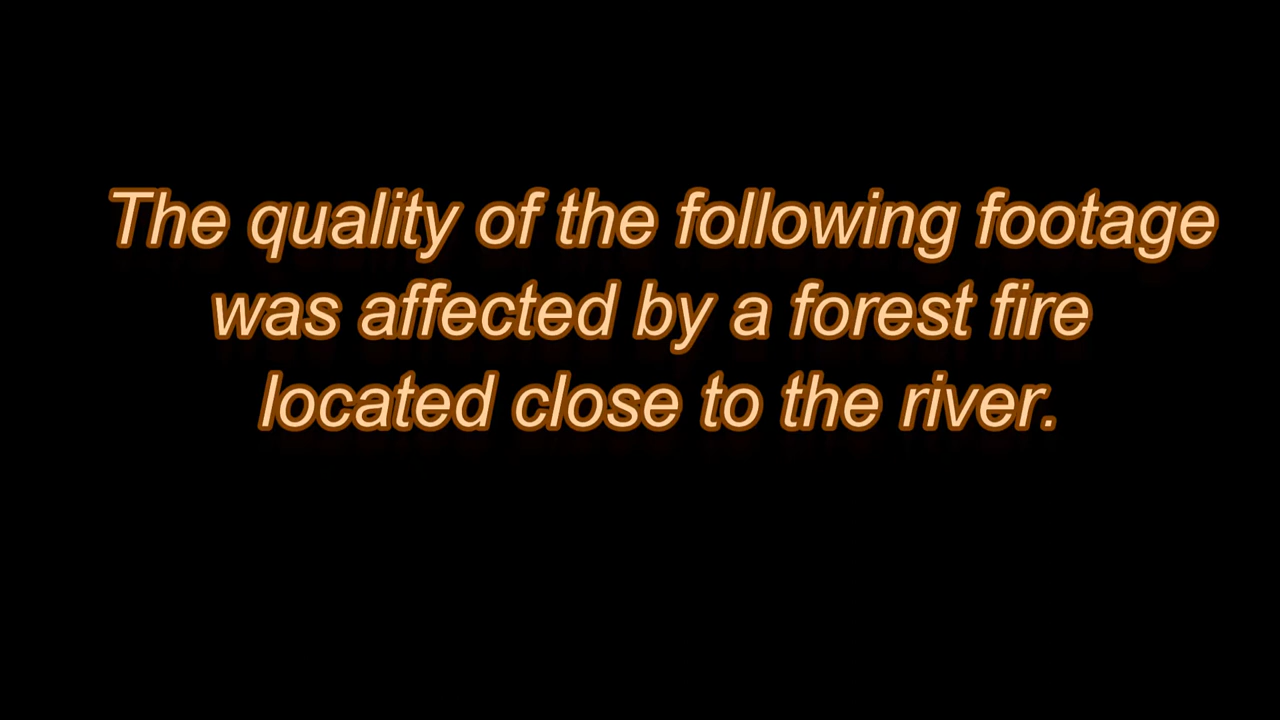 The quality of the following footage
was affected by a forest fire
located close to the river.